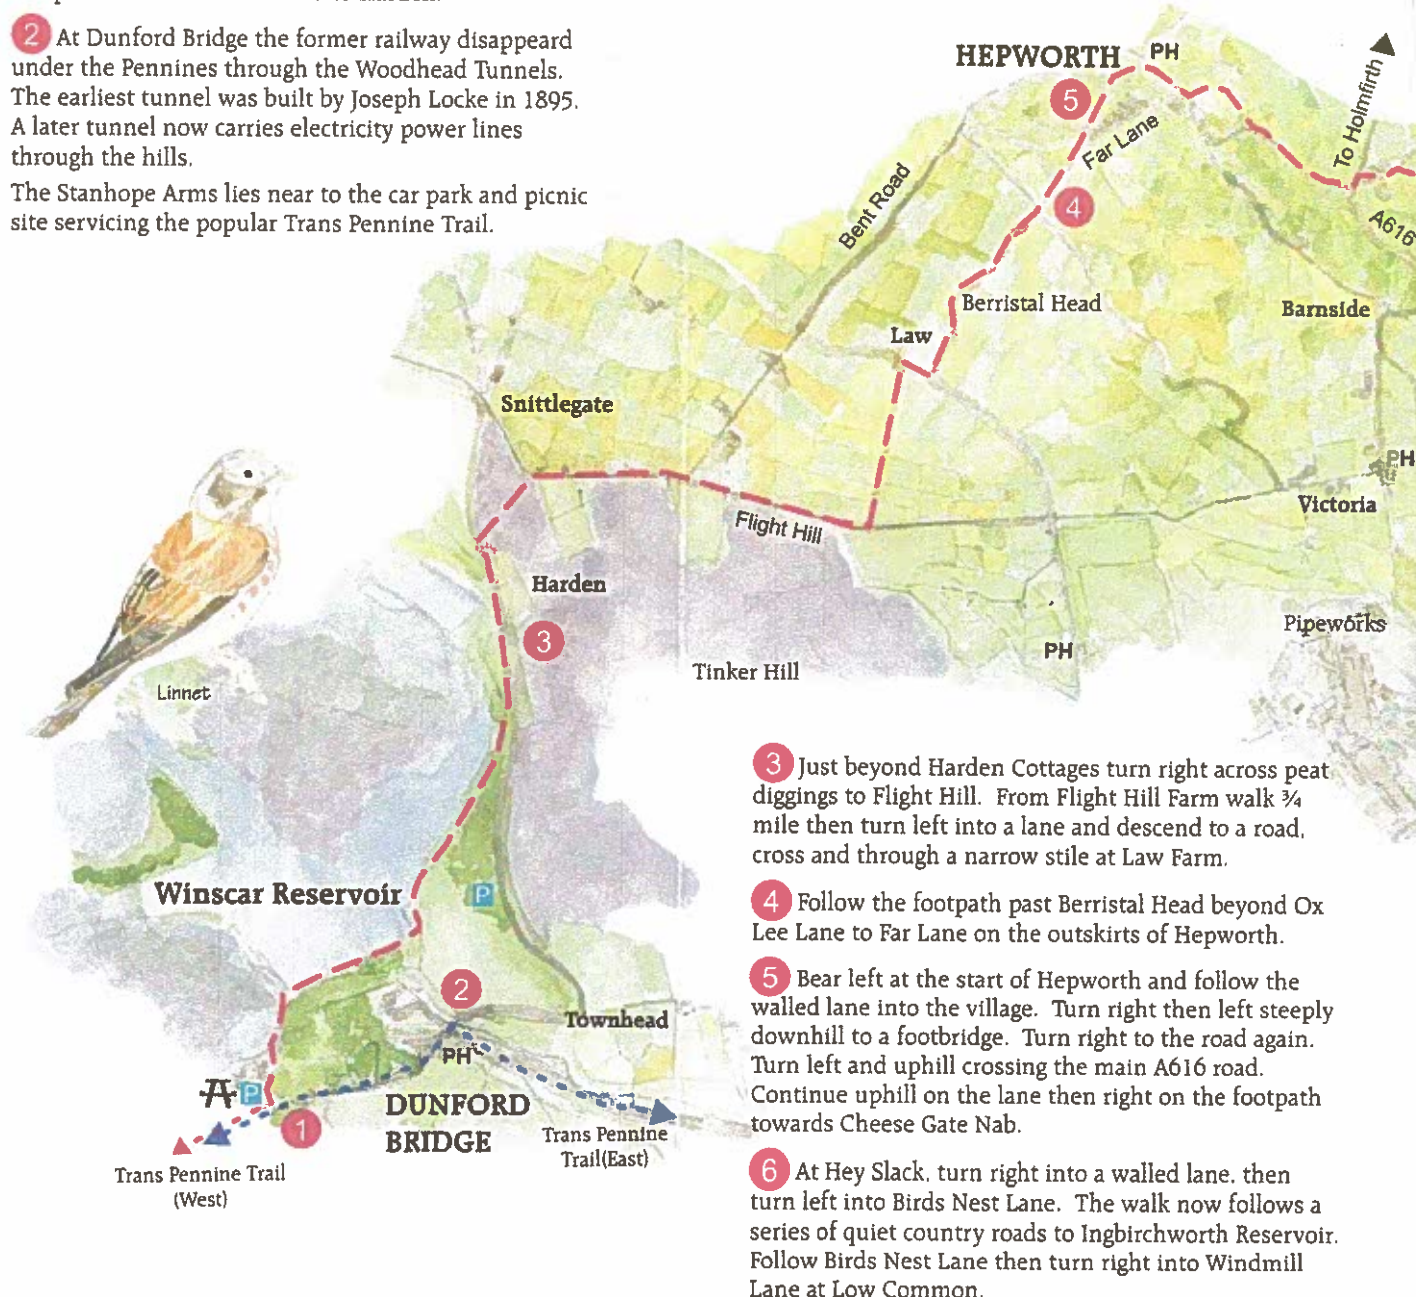 2 At Dunford Bridge the former railway disappeard
under the Pennines through the Woodhead Tunnels.
The earliest tunnel was built by Joseph Locke in 1895.
A later tunnel now carries electricity power lines
through the hills.
The Stanhope Arms lies near to the car park and picnic
site servicing the popular Trans Pennine Trail.
HEPWORTH
PH
5
To Holmfirth
Far Lane
Bent Road
4
A616
Berristal Head
Barnside
Law
Snittlegate
PH
Victoria
Flight Hill
Harden
3
Pipeworks
PH
Tinker Hill
Linnet
Winscar Reservoir
P
2
Townhead
PH
P
1
DUNFORD
BRIDGE
Trans Pennine
Trail(East)
Trans Pennine Trail
(West)
3 Just beyond Harden Cottages turn right across peat
diggings to Flight Hill. From Flight Hill Farm walk ¾
mile then turn left into a lane and descend to a road,
cross and through a narrow stile at Law Farm.
4 Follow the footpath past Berristal Head beyond Ox
Lee Lane to Far Lane on the outskirts of Hepworth.
5 Bear left at the start of Hepworth and follow the
walled lane into the village. Turn right then left steeply
downhill to a footbridge. Turn right to the road again.
Turn left and uphill crossing the main A616 road.
Continue uphill on the lane then right on the footpath
towards Cheese Gate Nab.
6 At Hey Slack, turn right into a walled lane, then
turn left into Birds Nest Lane. The walk now follows a
series of quiet country roads to Ingbirchworth Reservoir.
Follow Birds Nest Lane then turn right into Windmill
Lane at Low Common.